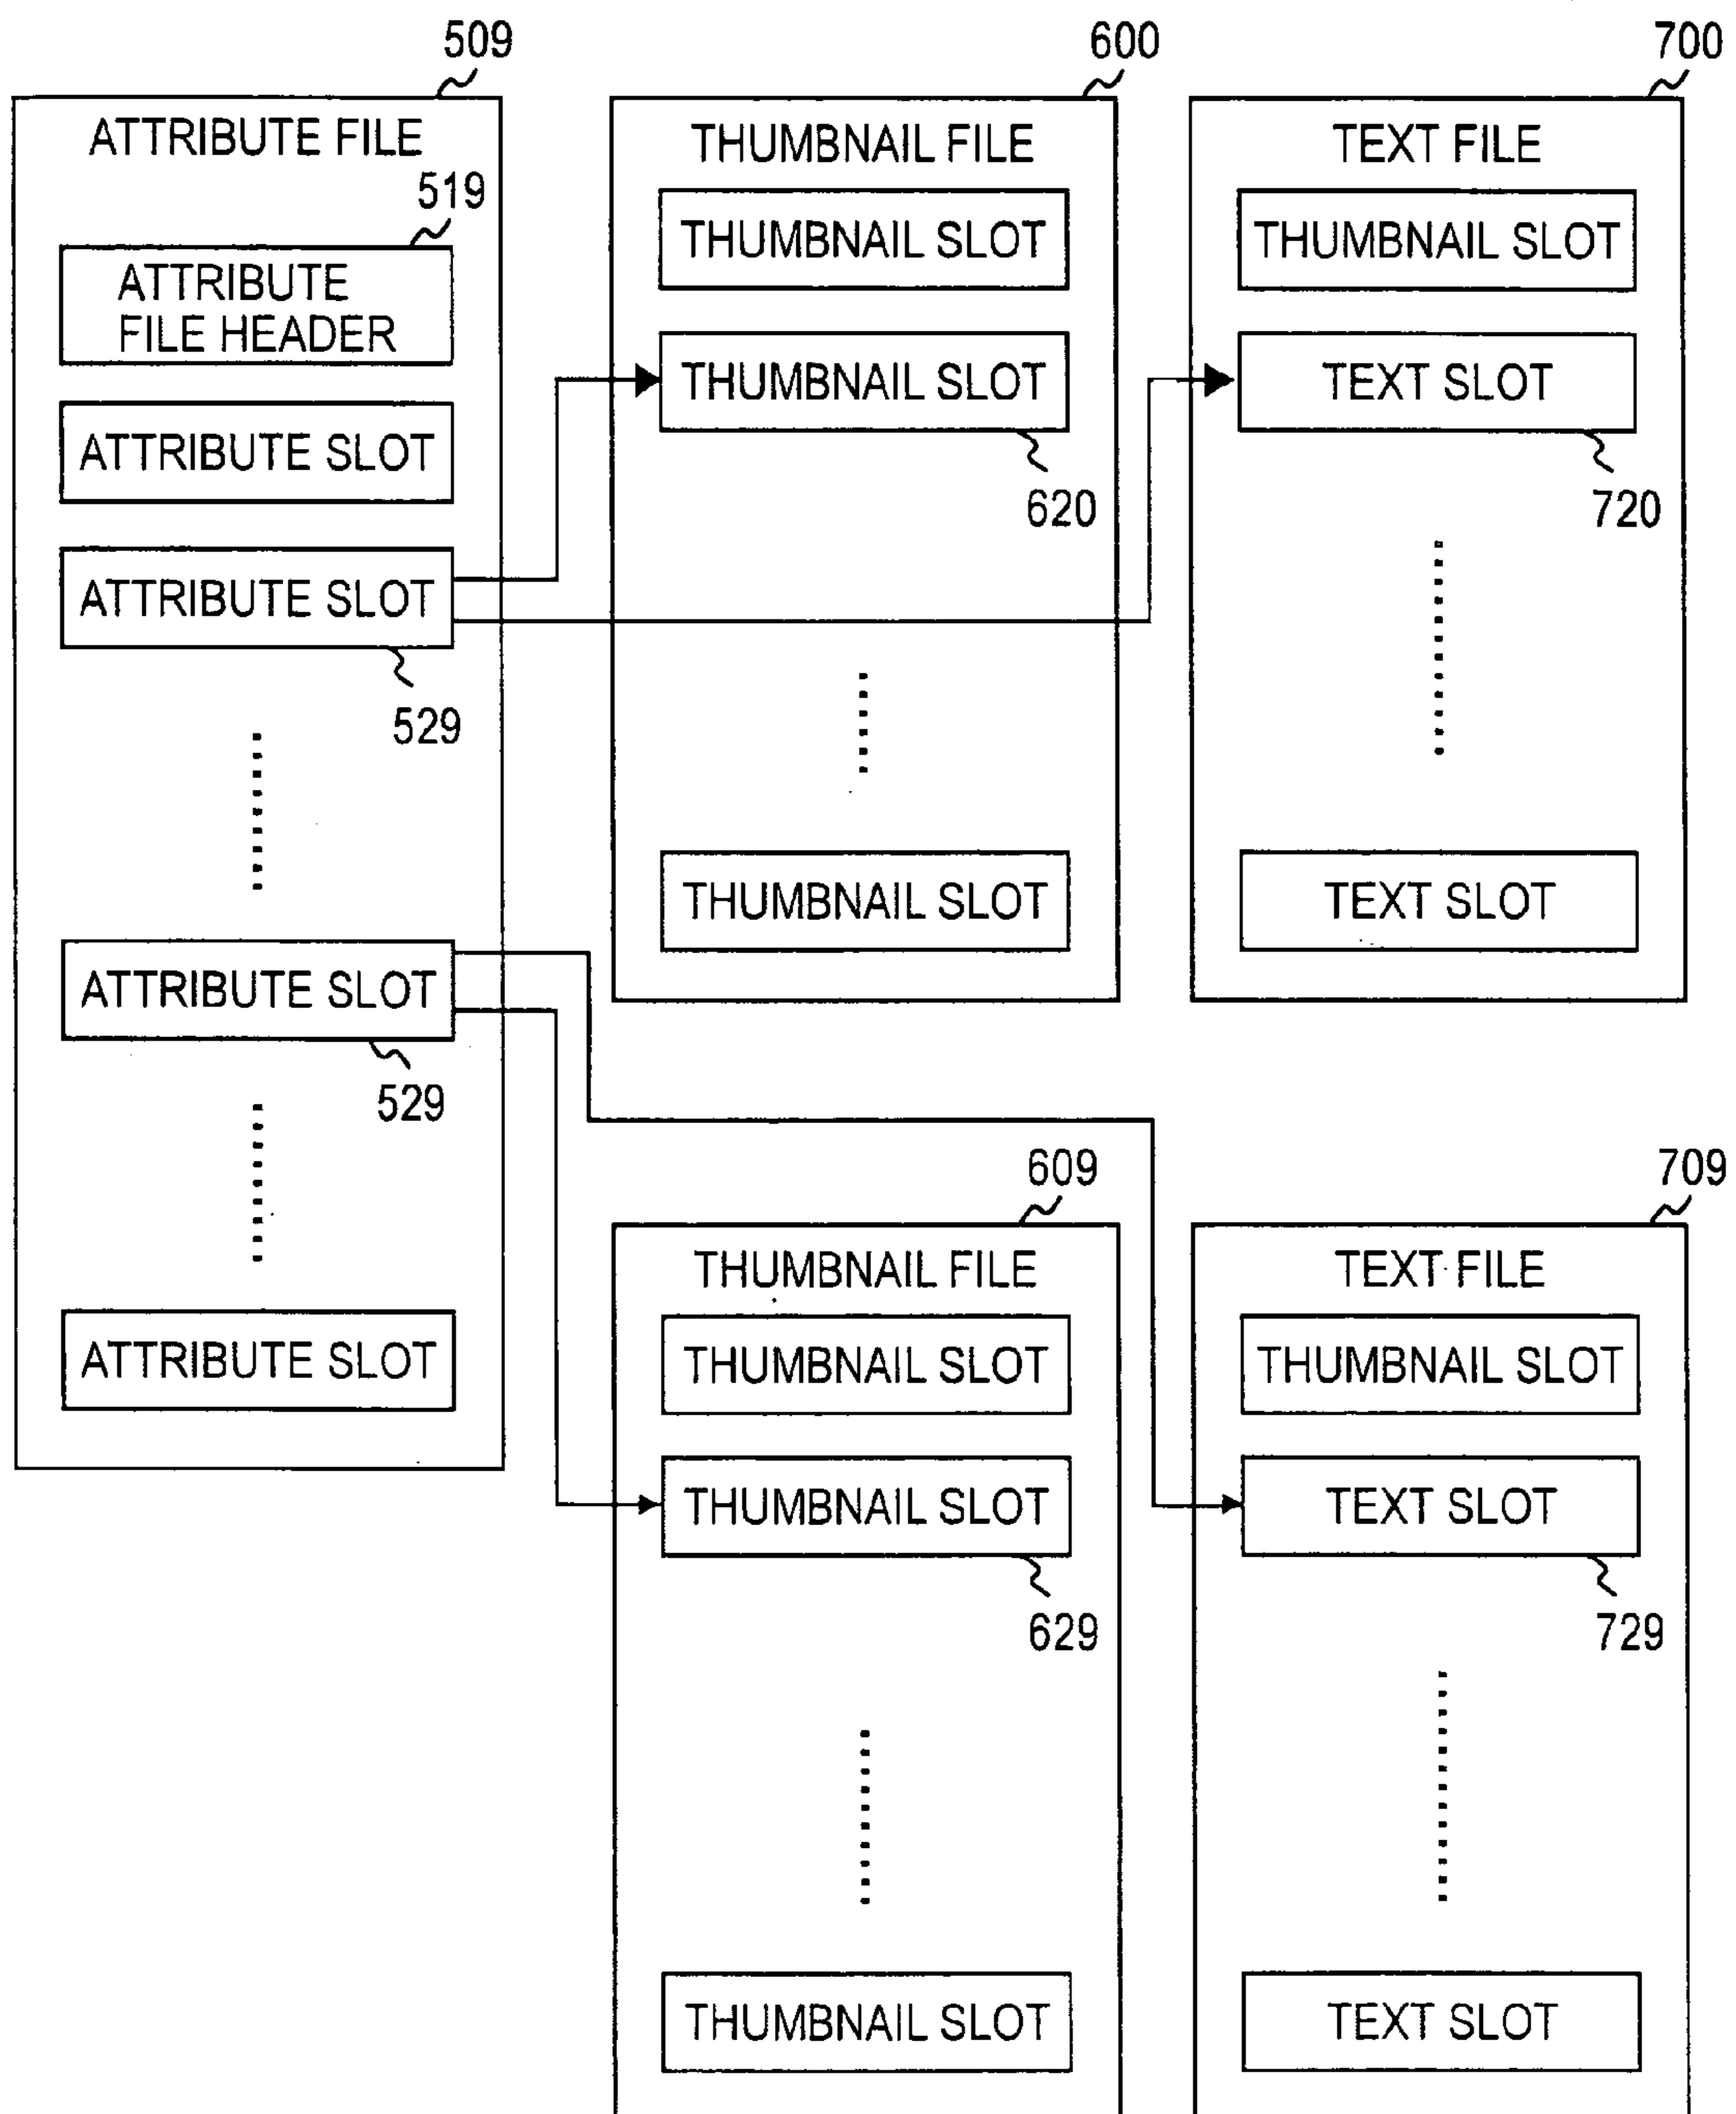 509
ATTRIBUTE FILE
519
ATTRIBUTE
FILE HEADER
ATTRIBUTE SLOT
ATTRIBUTE SLOT
529
ATTRIBUTE SLOT
529
ATTRIBUTE SLOT
600
THUMBNAIL FILE
THUMBNAIL SLOT
THUMBNAIL SLOT
620
THUMBNAIL SLOT
700
TEXT FILE
THUMBNAIL SLOT
TEXT SLOT
720
TEXT SLOT
609
THUMBNAIL FILE
THUMBNAIL SLOT
THUMBNAIL SLOT
629
THUMBNAIL SLOT
709
TEXT FILE
THUMBNAIL SLOT
TEXT SLOT
729
TEXT SLOT